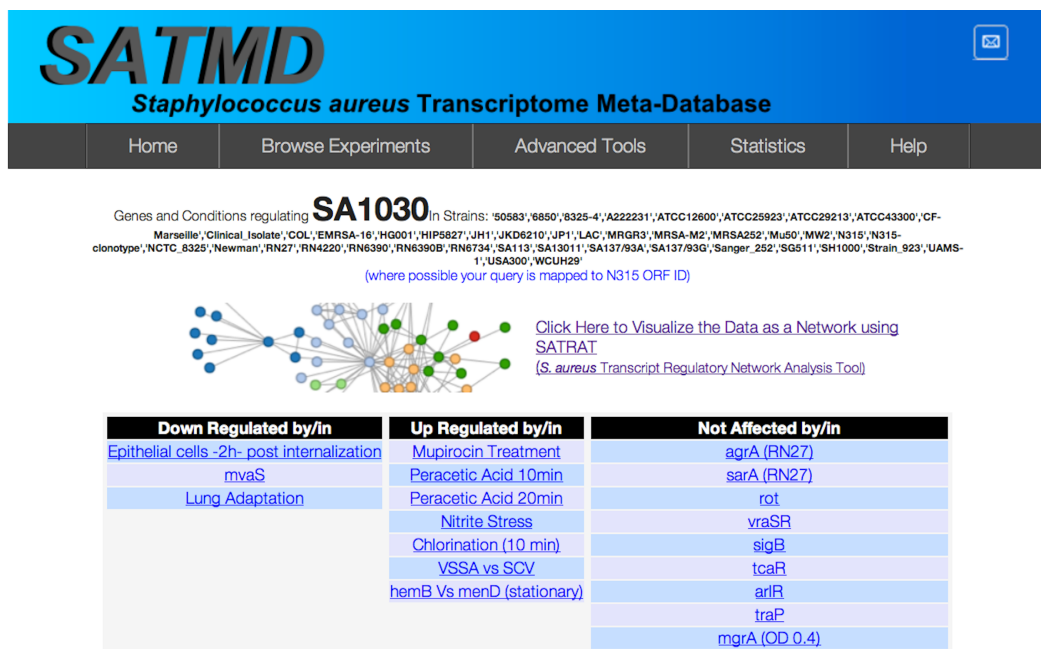 SATMD
Staphylococcus aureus Transcriptome Meta-Database
Home Browse Experiments Advanced Tools Statistics Help
Genes and Conditions regulating SA1030In Strains: '50583','6850','8325-4','A222231','ATCC12600','ATCC25923','ATCC29213','ATCC43300','CF-
Marseille','Clinical_Isolate','COL','EMRSA-16','HG001','HIP5827','JH1','JKD6210','JP1','LAC','MRGR3','MRSA-M2','MRSA252','Mu50','MW2','N315','N315-
clonotype','NCTC_8325','Newman','RN27','RN4220','RN6390','RN6390B','RN6734','SA113','SA13011','SA137/93A','SA137/93G','Sanger_252','SG511','SH1000','Strain_923','UAMS-
1','USA300','WCUH29'
(where possible your query is mapped to N315 ORF ID)
Click Here to Visualize the Data as a Network using
SATRAT
(S. aureus Transcript Regulatory Network Analysis Tool)
Down Regulated by/in Up Regulated by/in Not Affected by/in
Epithelial cells -2h- post internalization Mupirocin Treatment agrA (RN27)
mvaS Peracetic Acid 10min sarA (RN27)
Lung Adaptation Peracetic Acid 20min rot
Nitrite Stress vraSR
Chlorination (10 min) sigB
VSSA vs SCV tcaR
hemB Vs menD (stationary) arlR
traP
mgrA (OD 0.4)